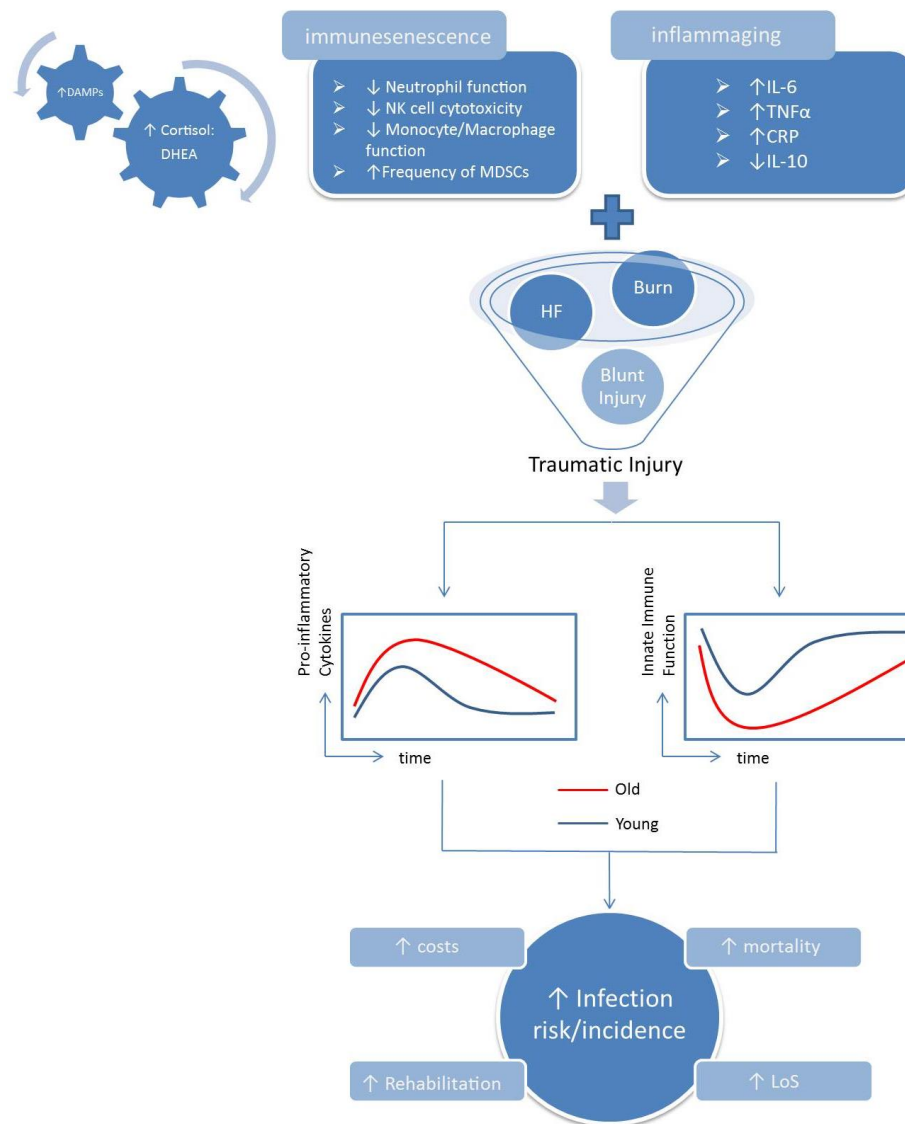 ↑DAMPs
↑ Cortisol:
DHEA
immunesenescence
➢ ↓ Neutrophil function
➢ ↓ NK cell cytotoxicity
➢ ↓ Monocyte/Macrophage
function
➢ ↑Frequency of MDSCs
inflammaging
➢ ↑IL-6
➢ ↑TNFα
➢ ↑CRP
➢ ↓IL-10
HF
Burn
Blunt
Injury
Traumatic Injury
Pro-inflammatory
Cytokines
time
Innate Immune
Function
time
Old
Young
↑ costs
↑ mortality
↑ Infection
risk/incidence
↑ Rehabilitation
↑ LoS